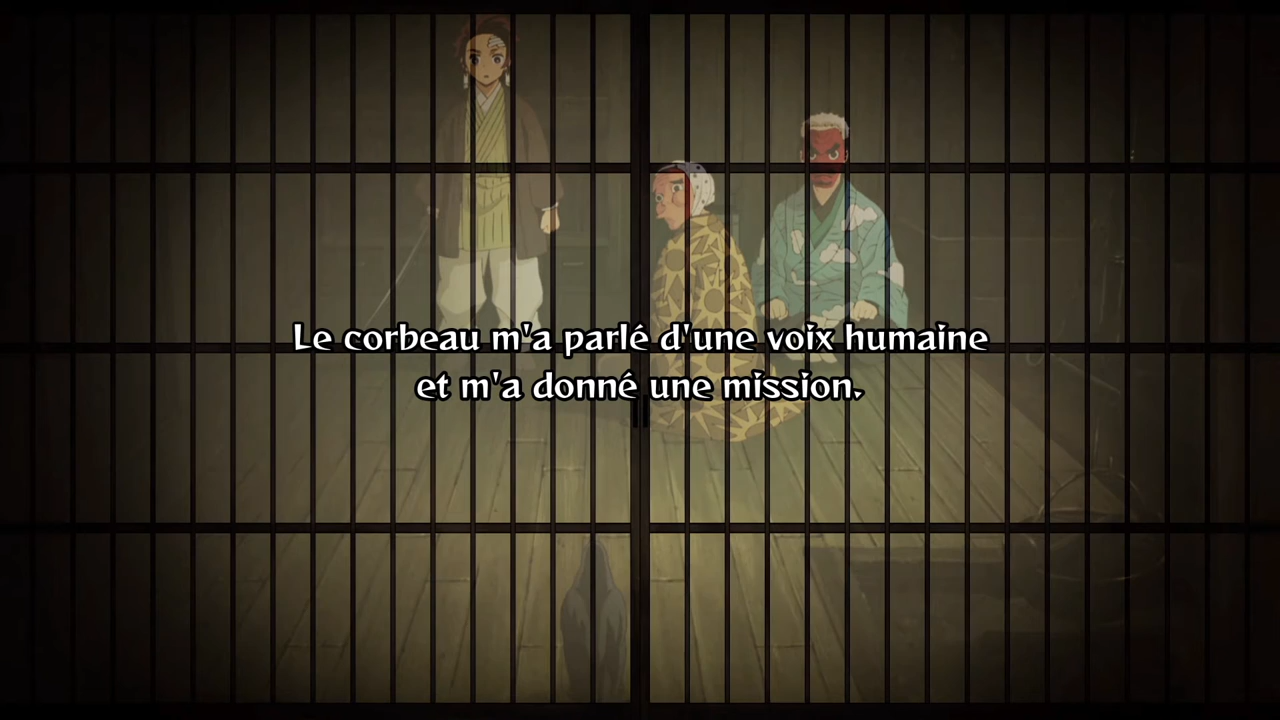 Le corbeau m'a parlé d'une voix humaine
et m'a donné une mission.